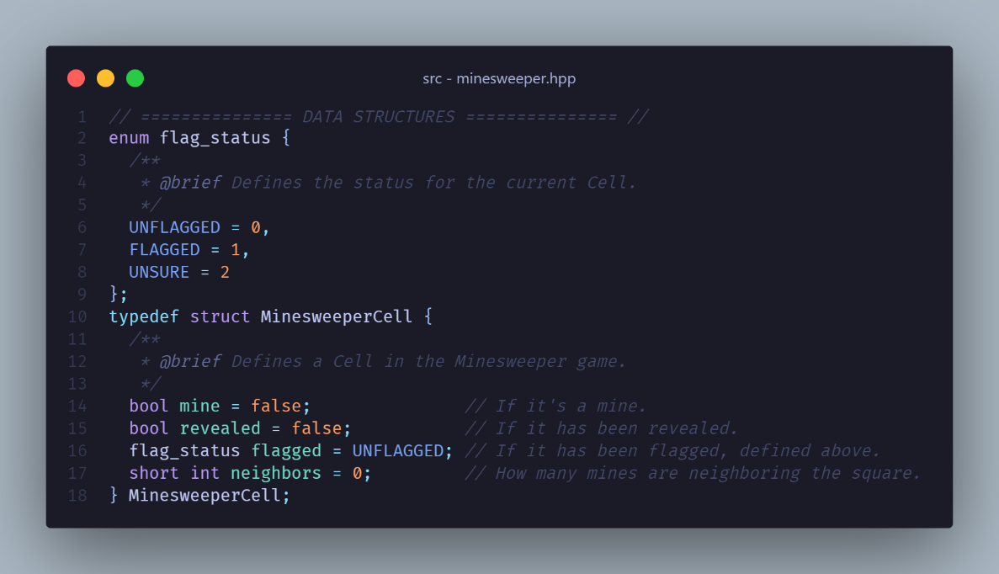 src - minesweeper.hpp
1 // =============== DATA STRUCTURES =============== //
2 enum flag_status {
3   /**
4    * @brief Defines the status for the current Cell.
5    */
6   UNFLAGGED = 0,
7   FLAGGED = 1,
8   UNSURE = 2
9 };
10 typedef struct MinesweeperCell {
11   /**
12    * @brief Defines a Cell in the Minesweeper game.
13    */
14   bool mine = false;               // If it's a mine.
15   bool revealed = false;           // If it has been revealed.
16   flag_status flagged = UNFLAGGED; // If it has been flagged, defined above.
17   short int neighbors = 0;         // How many mines are neighboring the square.
18 } MinesweeperCell;